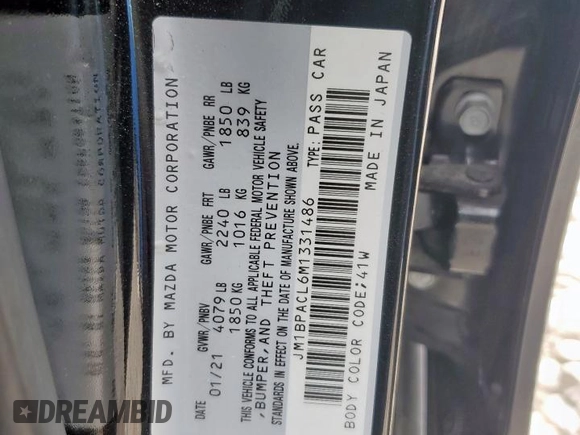 MFD. BY MAZDA MOTOR CORPORATION
DATE GVWR/PNBV GAWR/PNBE FRT GAWR/PNBE RR
01/21 4079 LB 2240 LB 1850 LB
1850 KG 1016 KG 839 KG
THIS VEHICLE CONFORMS TO ALL APPLICABLE FEDERAL MOTOR VEHICLE SAFETY
, BUMPER, AND THEFT PREVENTION
STANDARDS IN EFFECT ON THE DATE OF MANUFACTURE SHOWN ABOVE.
JM1BPACL6M1331486 TYPE: PASS CAR
BODY COLOR CODE;41W MADE IN JAPAN
DREAMBID